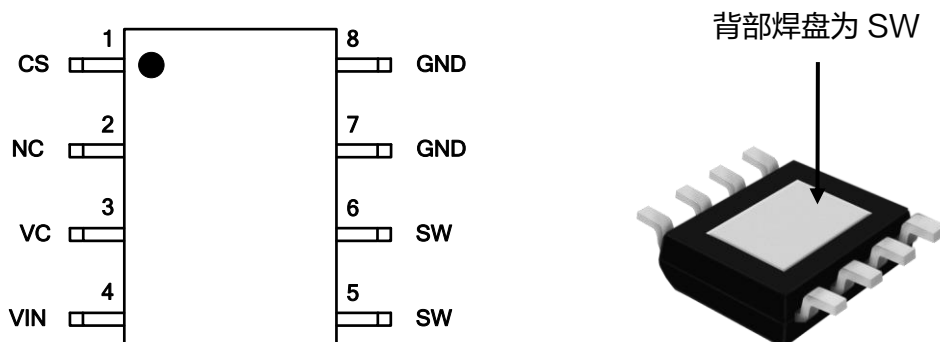 背部焊盘为 SW
1 8
CS GND
2 7
NC GND
3 6
VC SW
4 5
VIN SW